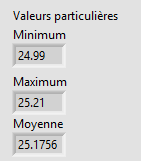 Valeurs particulières
Minimum
24.99
Maximum
25.21
Moyenne
25.1756